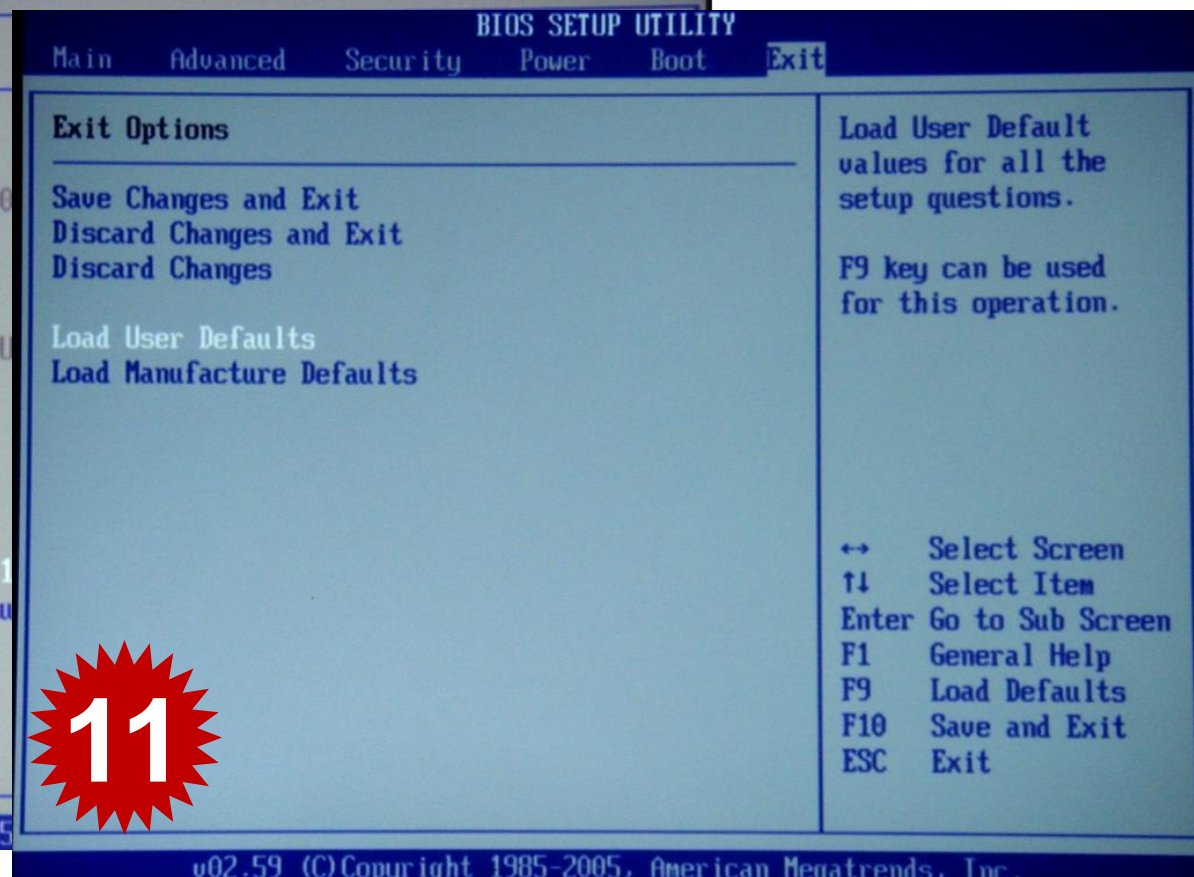 BIOS SETUP UTILITY
Main Advanced Security Power Boot Exit
Exit Options
Save Changes and Exit
Discard Changes and Exit
Discard Changes
Load User Defaults
Load Manufacture Defaults
Load User Default
values for all the
setup questions.
F9 key can be used
for this operation.
↔ Select Screen
↑↓ Select Item
Enter Go to Sub Screen
F1 General Help
F9 Load Defaults
F10 Save and Exit
ESC Exit
11
v02.59 (C)Copyright 1985-2005, American Megatrends, Inc.